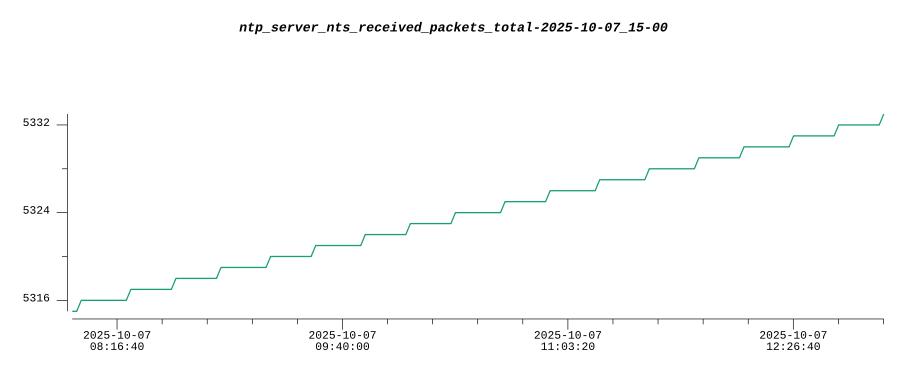 ntp_server_nts_received_packets_total-2025-10-07_15-00
5332
5324
5316
2025-10-07 2025-10-07 2025-10-07 2025-10-07
08:16:40 09:40:00 11:03:20 12:26:40